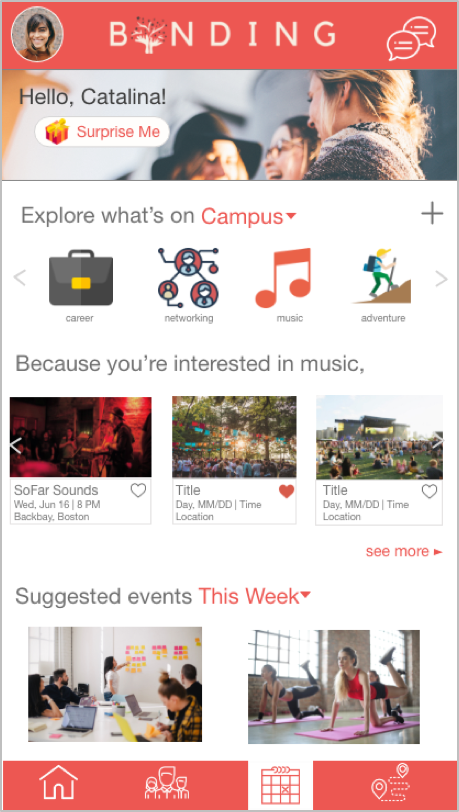 BONDING
Hello, Catalina!
Surprise Me
Explore what's on Campus
career
networking
music
adventure
Because you're interested in music,
SoFar Sounds
Wed, Jun 16 | 8 PM
Backbay, Boston
Title
Day, MM/DD | Time
Location
Title
Day, MM/DD | Time
Location
see more
Suggested events This Week